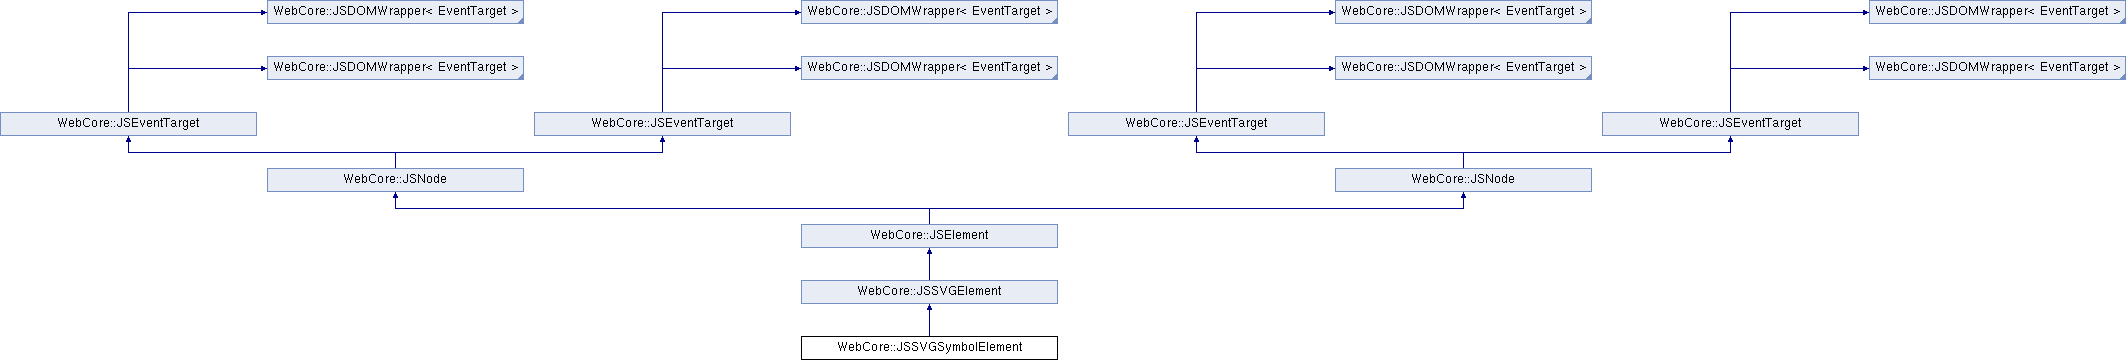 WebCore::JSDOMWrapper< EventTarget >
WebCore::JSDOMWrapper< EventTarget >
WebCore::JSDOMWrapper< EventTarget >
WebCore::JSDOMWrapper< EventTarget >
WebCore::JSDOMWrapper< EventTarget >
WebCore::JSDOMWrapper< EventTarget >
WebCore::JSDOMWrapper< EventTarget >
WebCore::JSDOMWrapper< EventTarget >
WebCore::JSEventTarget
WebCore::JSEventTarget
WebCore::JSEventTarget
WebCore::JSEventTarget
WebCore::JSNode
WebCore::JSNode
WebCore::JSElement
WebCore::JSSVGElement
WebCore::JSSVGSymbolElement